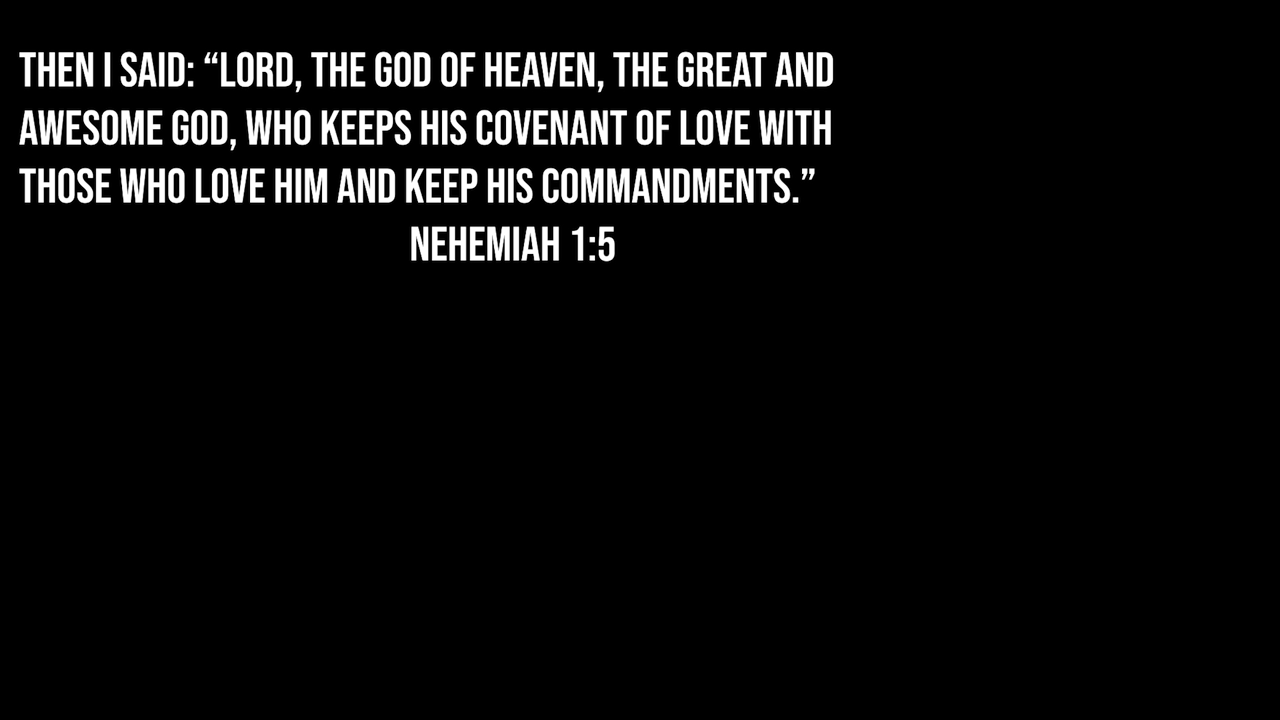 THEN I SAID: “LORD, THE GOD OF HEAVEN, THE GREAT AND
AWESOME GOD, WHO KEEPS HIS COVENANT OF LOVE WITH
THOSE WHO LOVE HIM AND KEEP HIS COMMANDMENTS.”
NEHEMIAH 1:5